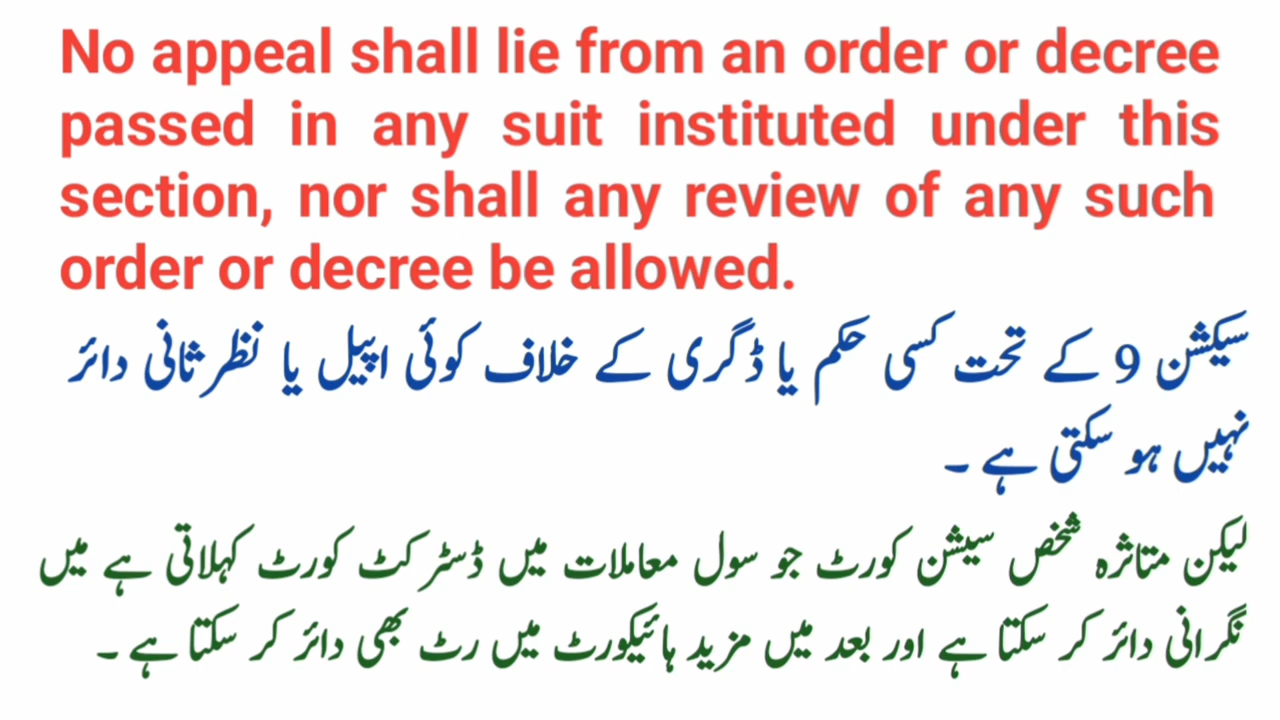 No appeal shall lie from an order or decree
passed in any suit instituted under this
section, nor shall any review of any such
order or decree be allowed.
سیکشن 9 کے تحت کسی حکم یا ڈگری کے خلاف کوئی اپیل یا نظر ثانی دائر
نہیں ہو سکتی ہے ۔
لیکن متاثرہ شخص سیشن کورٹ جو سول معاملات میں ڈسٹرکٹ کورٹ کہلاتی ہے میں
نگرانی دائر کر سکتا ہے اور بعد میں مزید ہائیکورٹ میں رٹ بھی دائر کر سکتا ہے ۔